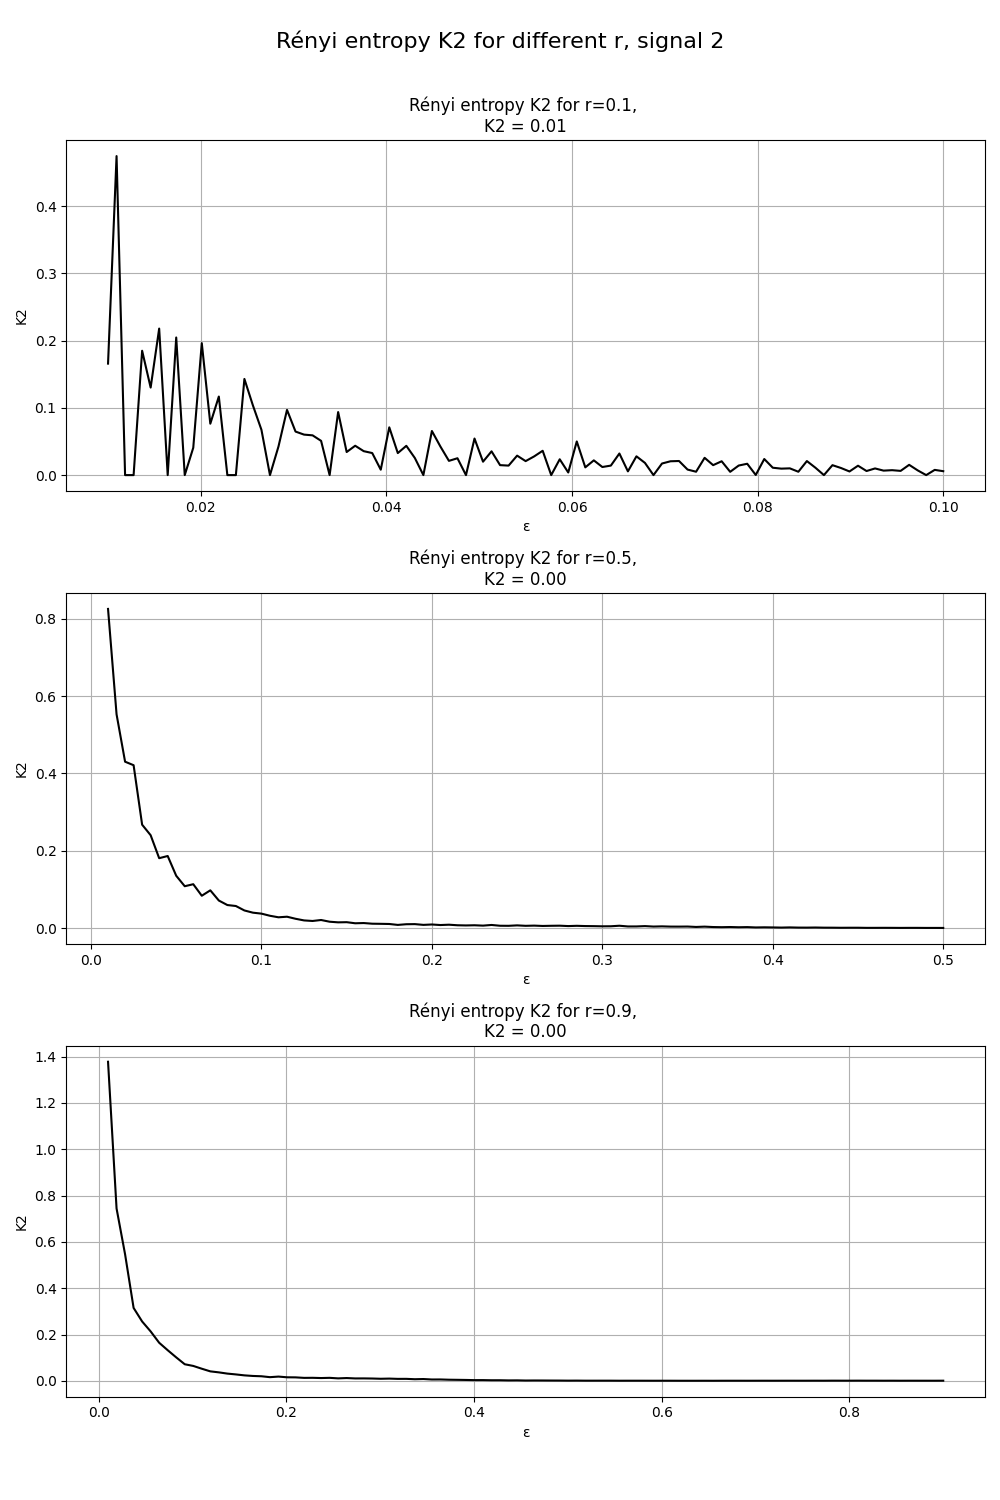 Rényi entropy K2 for different r, signal 2
Rényi entropy K2 for r=0.1,
K2 = 0.01
0.4
0.3
0.2
0.1
0.0
K2
0.02 0.04 0.06 0.08 0.10
ε
Rényi entropy K2 for r=0.5,
K2 = 0.00
0.8
0.6
0.4
0.2
0.0
K2
0.0 0.1 0.2 0.3 0.4 0.5
ε
Rényi entropy K2 for r=0.9,
K2 = 0.00
1.4
1.2
1.0
0.8
0.6
0.4
0.2
0.0
K2
0.0 0.2 0.4 0.6 0.8
ε